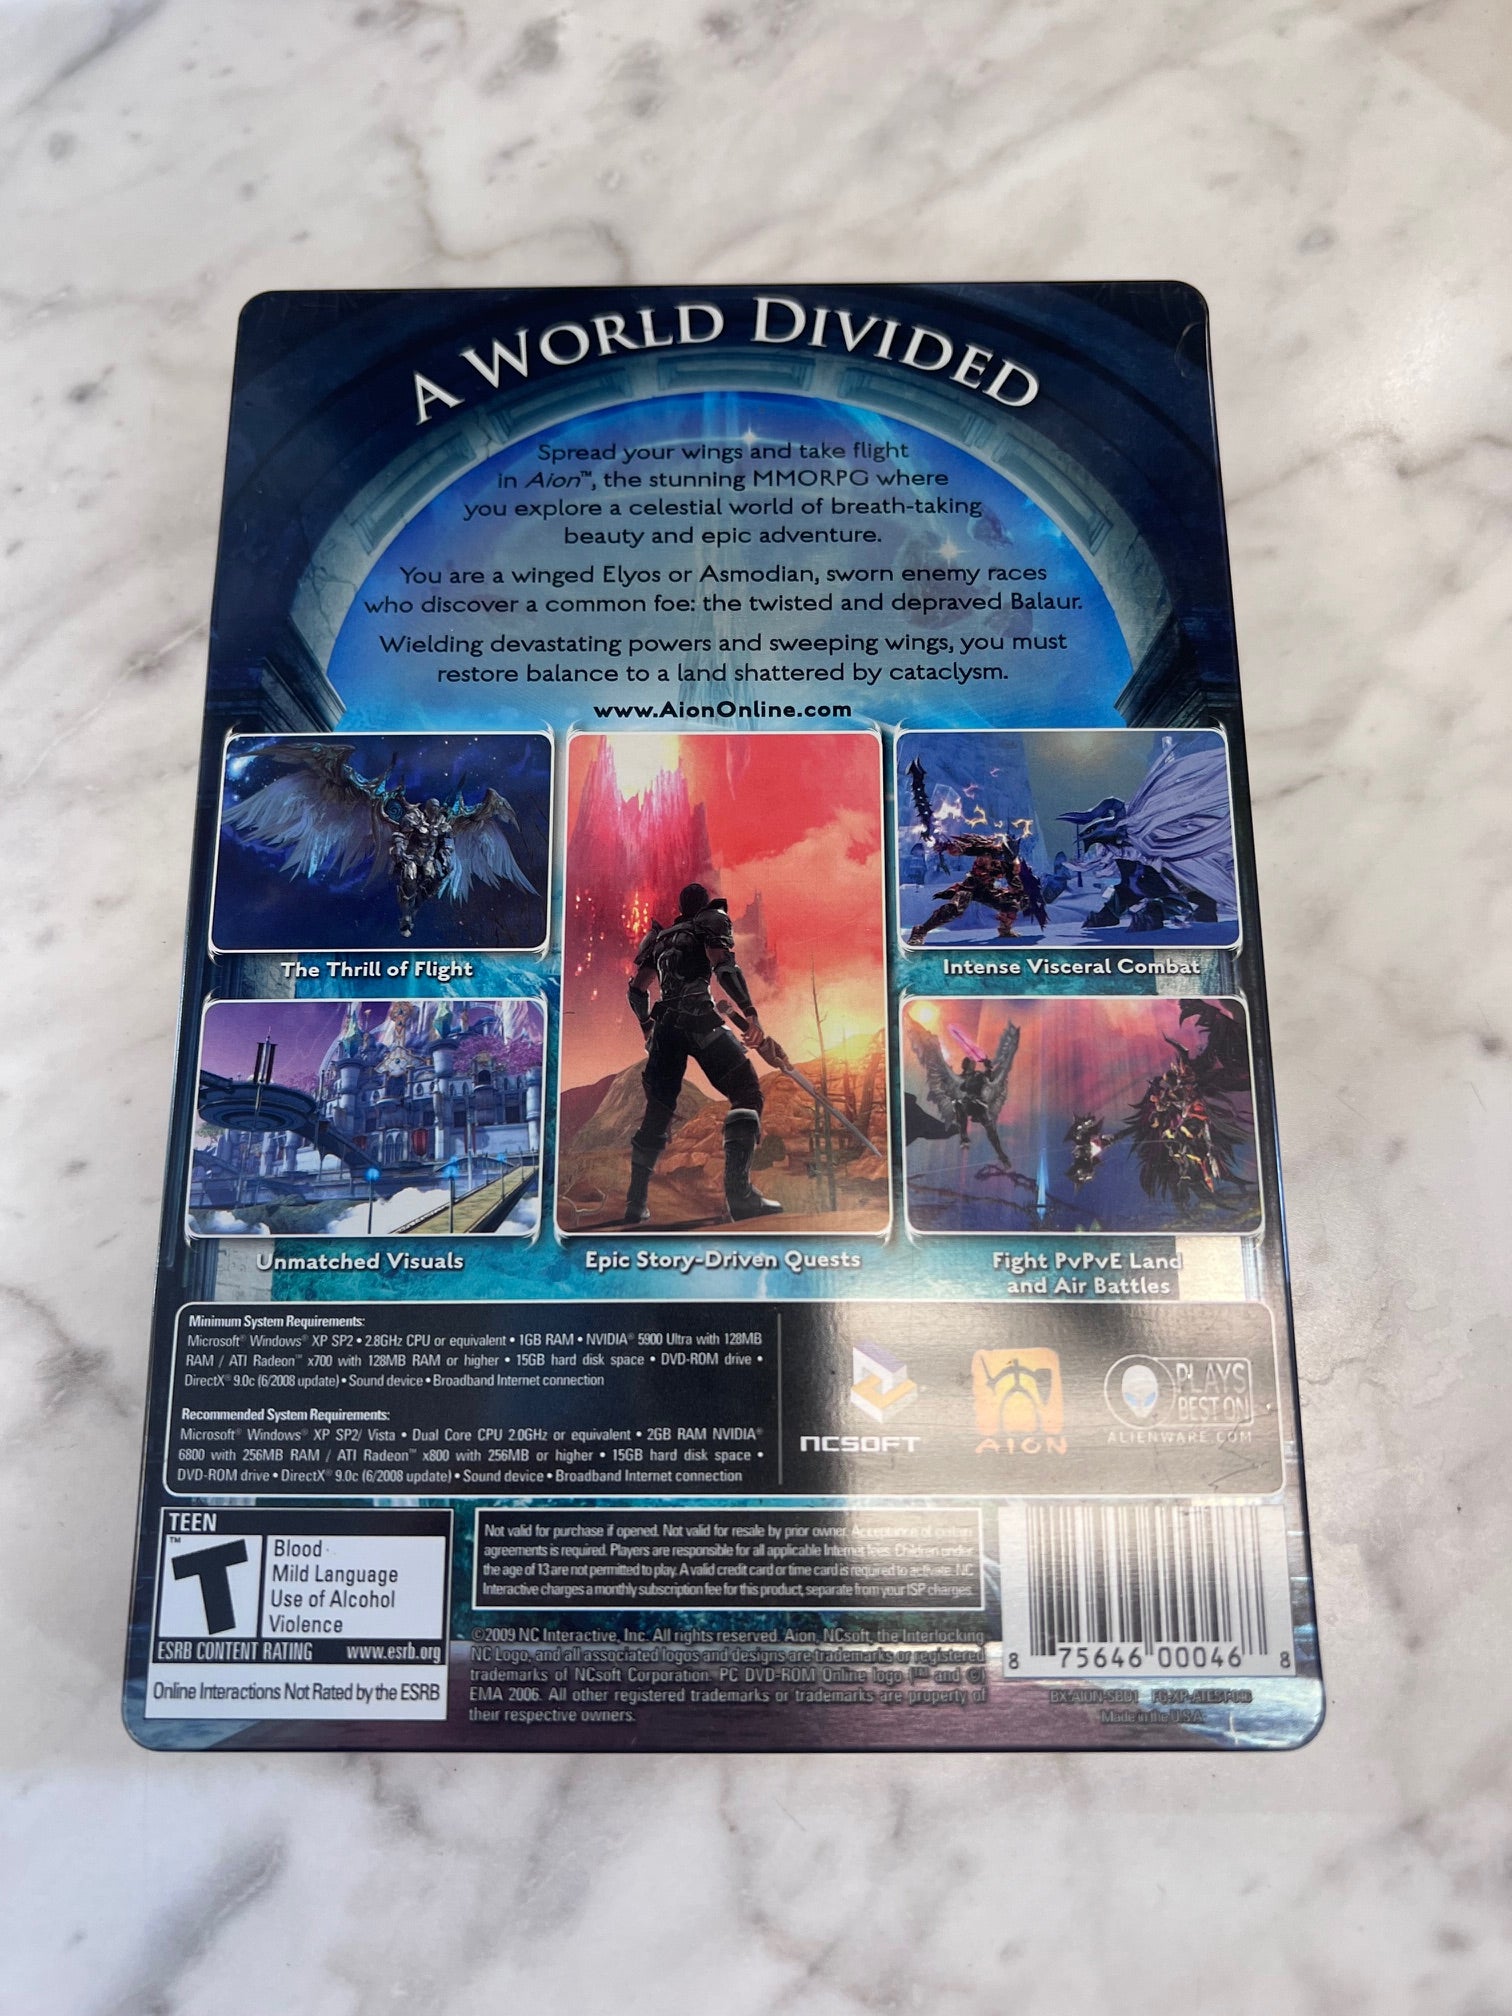 A WORLD DIVIDED
Spread your wings and take flight
in Aion™, the stunning MMORPG where
you explore a celestial world of breath-taking
beauty and epic adventure.
You are a winged Elyos or Asmodian, sworn enemy races
who discover a common foe: the twisted and depraved Balaur.
Wielding devastating powers and sweeping wings, you must
restore balance to a land shattered by cataclysm.
www.AionOnline.com
The Thrill of Flight
Intense Visceral Combat
Unmatched Visuals
Epic Story-Driven Quests
Fight PvPvE Land
and Air Battles
Minimum System Requirements:
Microsoft® Windows® XP SP2 • 2.8GHz CPU or equivalent • 1GB RAM • NVIDIA® 5900 Ultra with 128MB
RAM / ATI Radeon™ x700 with 128MB RAM or higher • 15GB hard disk space • DVD-ROM drive •
DirectX® 9.0c (6/2008 update) • Sound device • Broadband Internet connection
Recommended System Requirements:
Microsoft® Windows® XP SP2/ Vista • Dual Core CPU 2.0GHz or equivalent • 2GB RAM NVIDIA®
6800 with 256MB RAM / ATI Radeon™ x800 with 256MB or higher • 15GB hard disk space •
DVD-ROM drive • DirectX® 9.0c (6/2008 update) • Sound device • Broadband Internet connection
NCSOFT
AION
PLAYS
BEST ON
ALIENWARE.COM
TEEN
T
Blood
Mild Language
Use of Alcohol
Violence
ESRB CONTENT RATING www.esrb.org
Online Interactions Not Rated by the ESRB
Not valid for purchase if opened. Not valid for resale by prior owner. Acceptance of certain
agreements is required. Players are responsible for all applicable Internet fees. Children under
the age of 13 are not permitted to play. A valid credit card or time card is required to activate. NC
Interactive charges a monthly subscription fee for this product, separate from your ISP charges.
©2009 NC Interactive, Inc. All rights reserved. Aion, NCsoft, the Interlocking
NC Logo, and all associated logos and designs are trademarks or registered
trademarks of NCsoft Corporation. PC DVD-ROM Online logo (™ and ©)
EMA 2006. All other registered trademarks or trademarks are property of
their respective owners.
8 75646 00046 8
Made in the U.S.A.